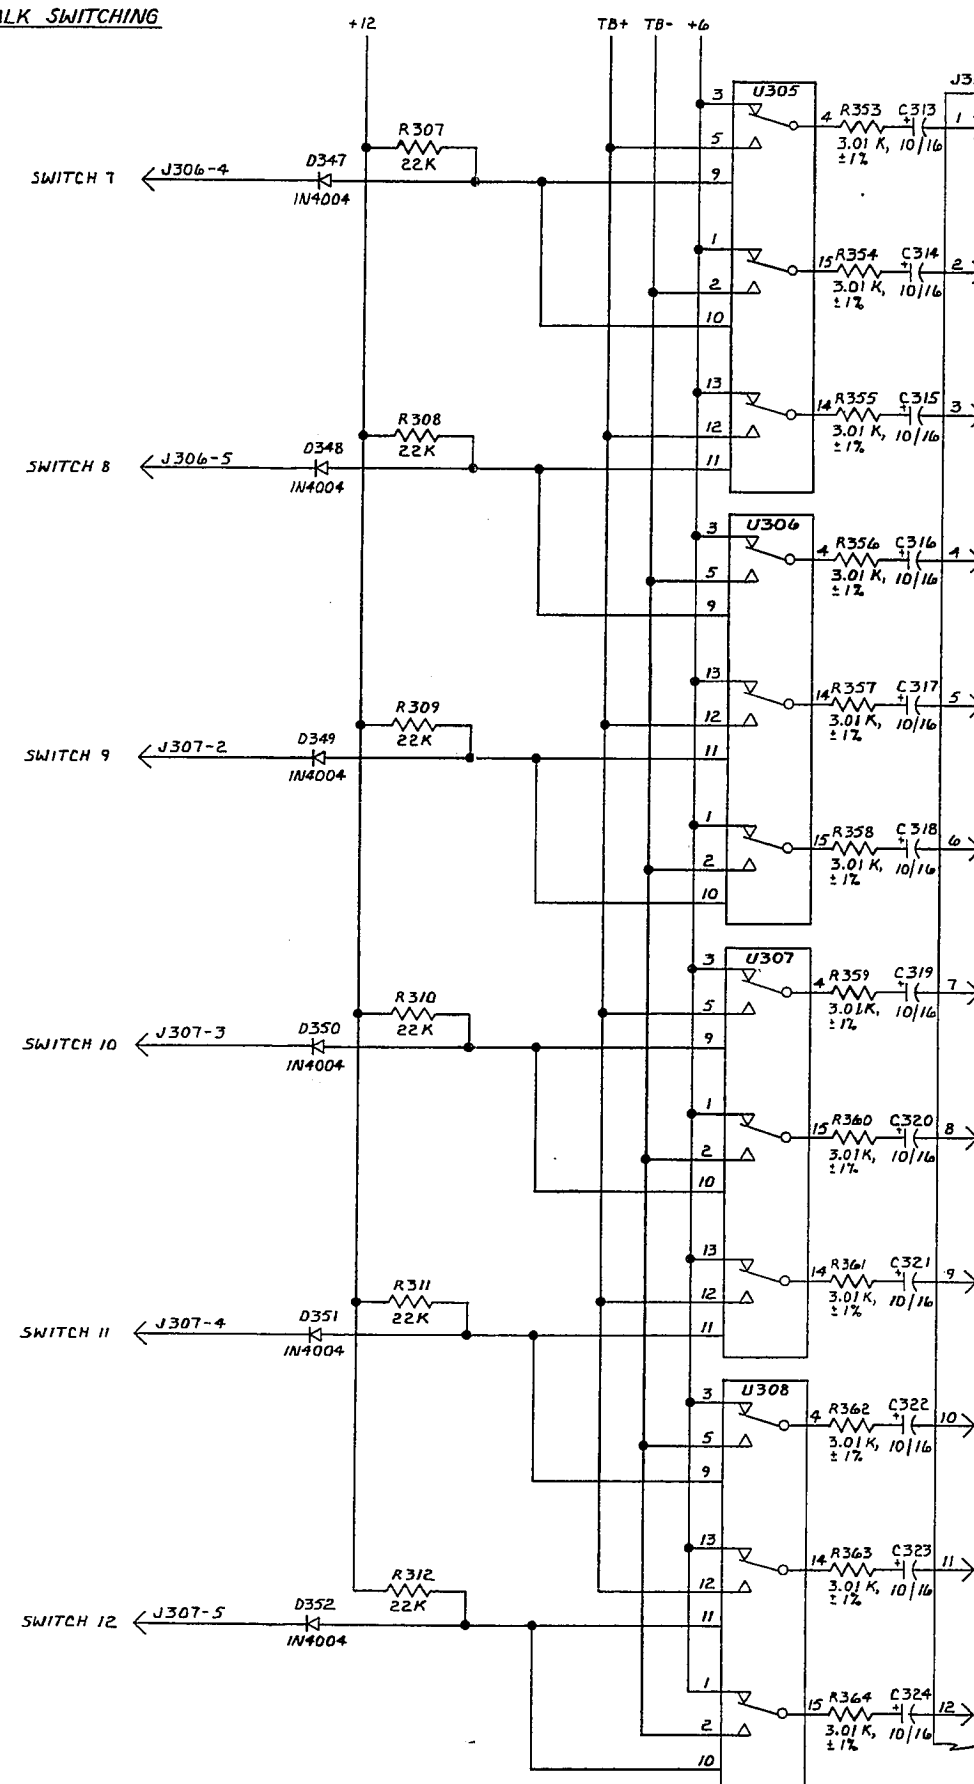 ALK SWITCHING
+12 TB+ TB- +6
J3
U305
3 4 R353 C313 1
R307 3.01 K, + 10/16
22K 5 ±1%
SWITCH 7 J306-4 D347 9
1N4004
1 15 R354 C314 2
2 3.01 K, + 10/16
±1%
10
13 14 R355 C315 3
R308 12 3.01 K, + 10/16
22K ±1%
SWITCH 8 J306-5 D348 11
1N4004
U306
3 4 R356 C316 4
5 3.01 K, + 10/16
±1%
9
13 14 R357 C317 5
R309 12 3.01 K, + 10/16
22K ±1%
SWITCH 9 J307-2 D349 11
1N4004
1 15 R358 C318 6
2 3.01 K, + 10/16
±1%
10
U307
3 4 R359 C319 7
R310 5 3.01K, + 10/16
22K ±1%
SWITCH 10 J307-3 D350 9
1N4004
1 15 R360 C320 8
2 3.01K, + 10/16
±1%
10
13 14 R361 C321 9
R311 12 3.01 K, + 10/16
22K ±1%
SWITCH 11 J307-4 D351 11
1N4004
U308
3 4 R362 C322 10
5 3.01 K, + 10/16
±1%
9
13 14 R363 C323 11
R312 12 3.01 K, + 10/16
22K ±1%
SWITCH 12 J307-5 D352 11
1N4004
1 15 R364 C324 12
2 3.01 K, + 10/16
±1%
10